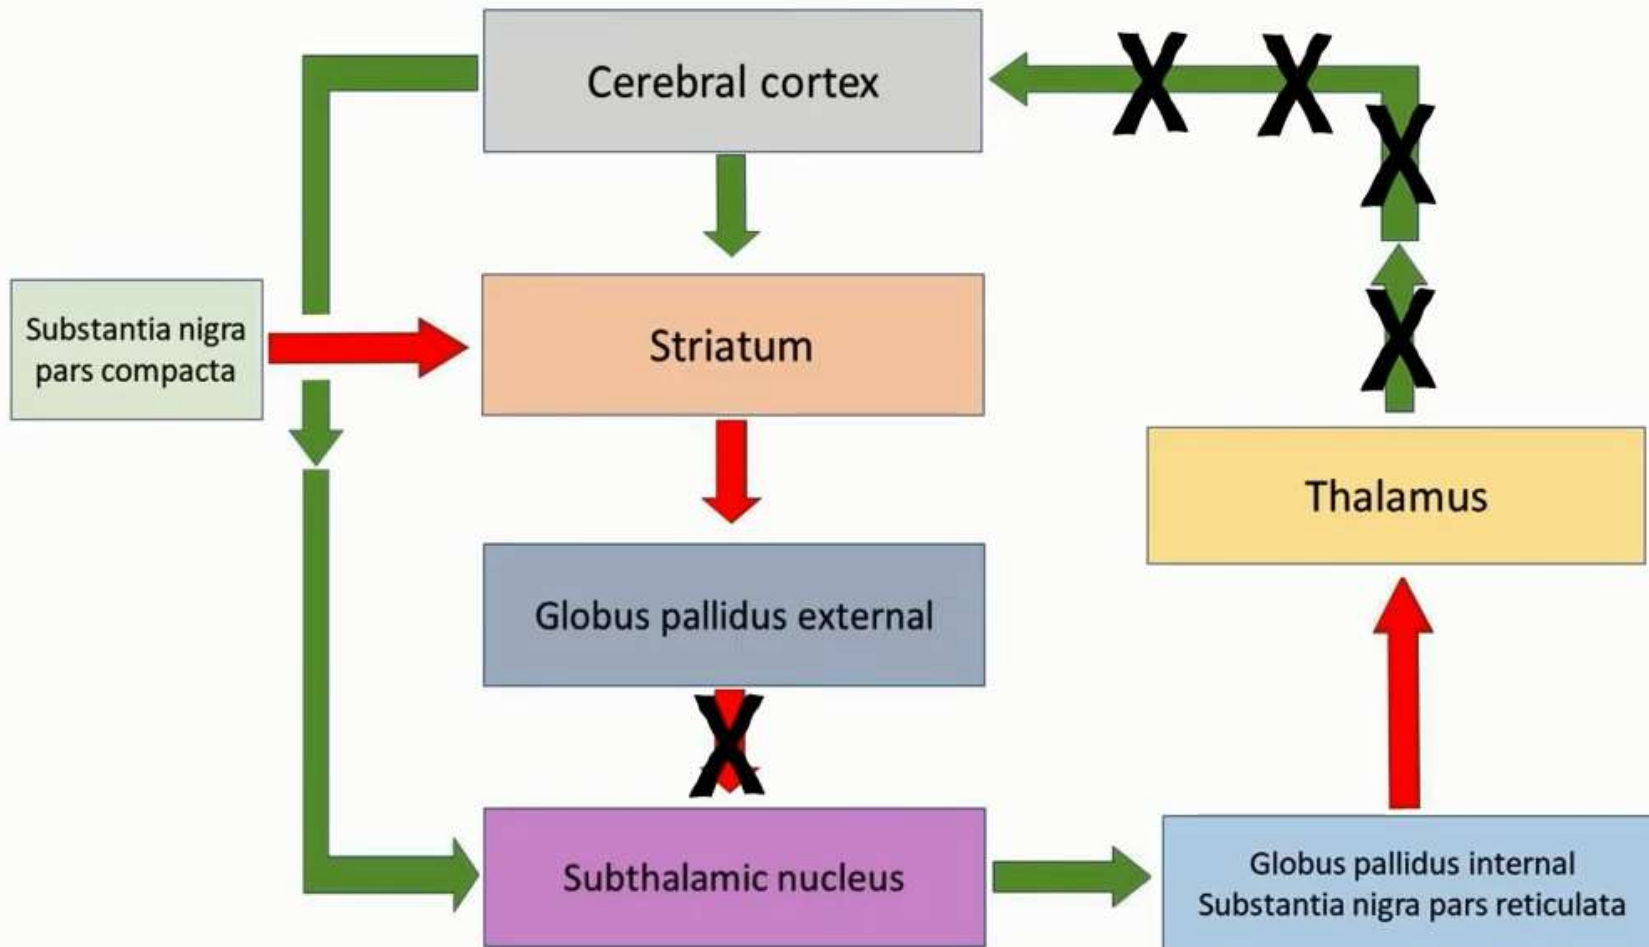 Cerebral cortex
Substantia nigra
pars compacta
Striatum
Thalamus
Globus pallidus external
Subthalamic nucleus
Globus pallidus internal
Substantia nigra pars reticulata